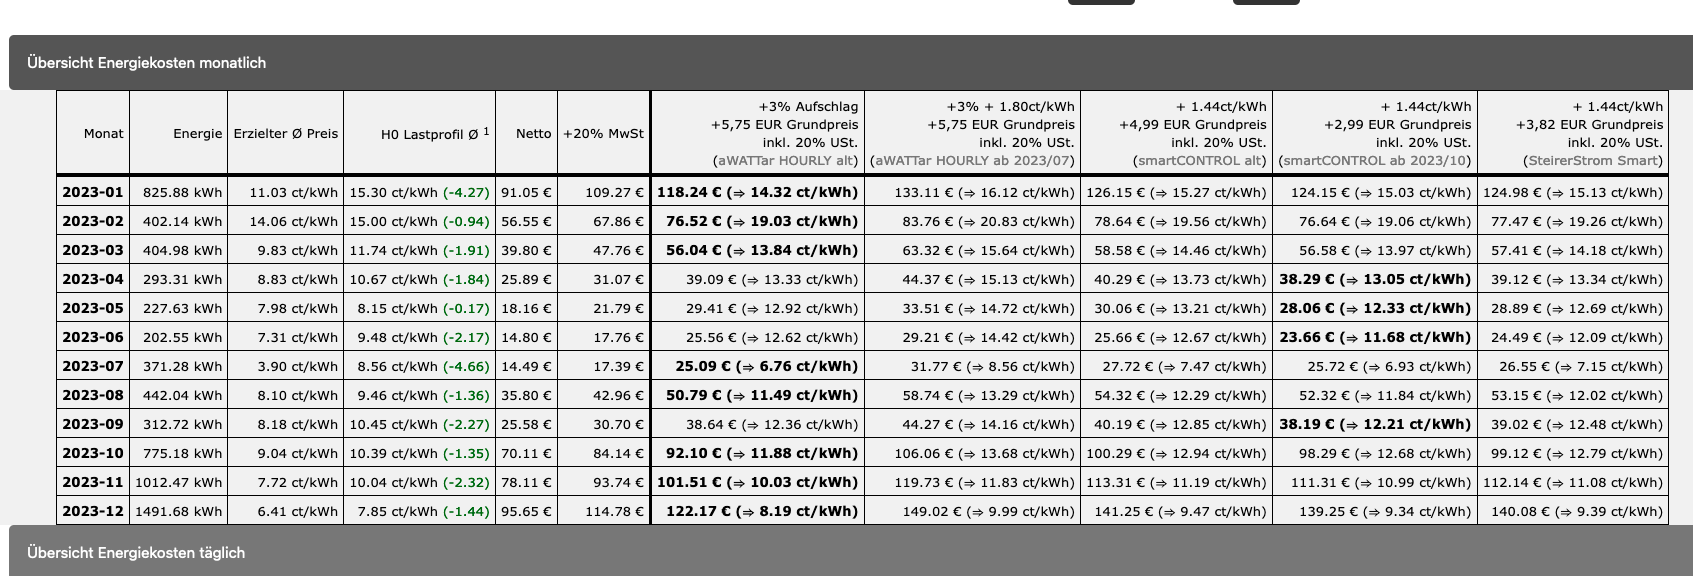 Übersicht Energiekosten monatlich
Monat Energie Erzielter Ø Preis H0 Lastprofil Ø 1 Netto +20% MwSt +3% Aufschlag +5,75 EUR Grundpreis inkl. 20% USt. (aWATTar HOURLY alt) +3% + 1.80ct/kWh +5,75 EUR Grundpreis inkl. 20% USt. (aWATTar HOURLY ab 2023/07) + 1.44ct/kWh +4,99 EUR Grundpreis inkl. 20% USt. (smartCONTROL alt) + 1.44ct/kWh +2,99 EUR Grundpreis inkl. 20% USt. (smartCONTROL ab 2023/10) + 1.44ct/kWh +3,82 EUR Grundpreis inkl. 20% USt. (SteirerStrom Smart)
2023-01 825.88 kWh 11.03 ct/kWh 15.30 ct/kWh (-4.27) 91.05 € 109.27 € 118.24 € (⇒ 14.32 ct/kWh) 133.11 € (⇒ 16.12 ct/kWh) 126.15 € (⇒ 15.27 ct/kWh) 124.15 € (⇒ 15.03 ct/kWh) 124.98 € (⇒ 15.13 ct/kWh)
2023-02 402.14 kWh 14.06 ct/kWh 15.00 ct/kWh (-0.94) 56.55 € 67.86 € 76.52 € (⇒ 19.03 ct/kWh) 83.76 € (⇒ 20.83 ct/kWh) 78.64 € (⇒ 19.56 ct/kWh) 76.64 € (⇒ 19.06 ct/kWh) 77.47 € (⇒ 19.26 ct/kWh)
2023-03 404.98 kWh 9.83 ct/kWh 11.74 ct/kWh (-1.91) 39.80 € 47.76 € 56.04 € (⇒ 13.84 ct/kWh) 63.32 € (⇒ 15.64 ct/kWh) 58.58 € (⇒ 14.46 ct/kWh) 56.58 € (⇒ 13.97 ct/kWh) 57.41 € (⇒ 14.18 ct/kWh)
2023-04 293.31 kWh 8.83 ct/kWh 10.67 ct/kWh (-1.84) 25.89 € 31.07 € 39.09 € (⇒ 13.33 ct/kWh) 44.37 € (⇒ 15.13 ct/kWh) 40.29 € (⇒ 13.73 ct/kWh) 38.29 € (⇒ 13.05 ct/kWh) 39.12 € (⇒ 13.34 ct/kWh)
2023-05 227.63 kWh 7.98 ct/kWh 8.15 ct/kWh (-0.17) 18.16 € 21.79 € 29.41 € (⇒ 12.92 ct/kWh) 33.51 € (⇒ 14.72 ct/kWh) 30.06 € (⇒ 13.21 ct/kWh) 28.06 € (⇒ 12.33 ct/kWh) 28.89 € (⇒ 12.69 ct/kWh)
2023-06 202.55 kWh 7.31 ct/kWh 9.48 ct/kWh (-2.17) 14.80 € 17.76 € 25.56 € (⇒ 12.62 ct/kWh) 29.21 € (⇒ 14.42 ct/kWh) 25.66 € (⇒ 12.67 ct/kWh) 23.66 € (⇒ 11.68 ct/kWh) 24.49 € (⇒ 12.09 ct/kWh)
2023-07 371.28 kWh 3.90 ct/kWh 8.56 ct/kWh (-4.66) 14.49 € 17.39 € 25.09 € (⇒ 6.76 ct/kWh) 31.77 € (⇒ 8.56 ct/kWh) 27.72 € (⇒ 7.47 ct/kWh) 25.72 € (⇒ 6.93 ct/kWh) 26.55 € (⇒ 7.15 ct/kWh)
2023-08 442.04 kWh 8.10 ct/kWh 9.46 ct/kWh (-1.36) 35.80 € 42.96 € 50.79 € (⇒ 11.49 ct/kWh) 58.74 € (⇒ 13.29 ct/kWh) 54.32 € (⇒ 12.29 ct/kWh) 52.32 € (⇒ 11.84 ct/kWh) 53.15 € (⇒ 12.02 ct/kWh)
2023-09 312.72 kWh 8.18 ct/kWh 10.45 ct/kWh (-2.27) 25.58 € 30.70 € 38.64 € (⇒ 12.36 ct/kWh) 44.27 € (⇒ 14.16 ct/kWh) 40.19 € (⇒ 12.85 ct/kWh) 38.19 € (⇒ 12.21 ct/kWh) 39.02 € (⇒ 12.48 ct/kWh)
2023-10 775.18 kWh 9.04 ct/kWh 10.39 ct/kWh (-1.35) 70.11 € 84.14 € 92.10 € (⇒ 11.88 ct/kWh) 106.06 € (⇒ 13.68 ct/kWh) 100.29 € (⇒ 12.94 ct/kWh) 98.29 € (⇒ 12.68 ct/kWh) 99.12 € (⇒ 12.79 ct/kWh)
2023-11 1012.47 kWh 7.72 ct/kWh 10.04 ct/kWh (-2.32) 78.11 € 93.74 € 101.51 € (⇒ 10.03 ct/kWh) 119.73 € (⇒ 11.83 ct/kWh) 113.31 € (⇒ 11.19 ct/kWh) 111.31 € (⇒ 10.99 ct/kWh) 112.14 € (⇒ 11.08 ct/kWh)
2023-12 1491.68 kWh 6.41 ct/kWh 7.85 ct/kWh (-1.44) 95.65 € 114.78 € 122.17 € (⇒ 8.19 ct/kWh) 149.02 € (⇒ 9.99 ct/kWh) 141.25 € (⇒ 9.47 ct/kWh) 139.25 € (⇒ 9.34 ct/kWh) 140.08 € (⇒ 9.39 ct/kWh)
Übersicht Energiekosten täglich